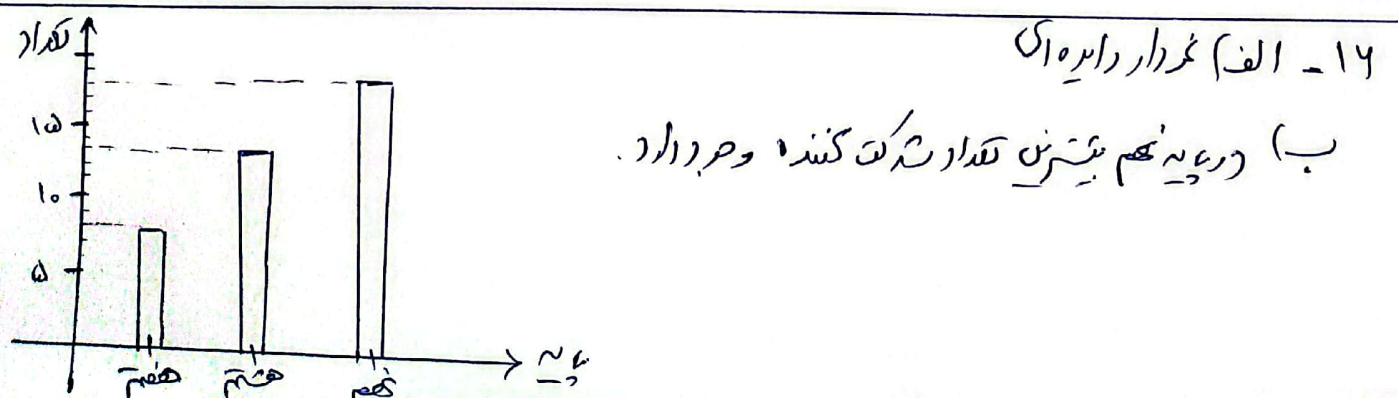 ۱۶ - الف) نمودار دایره‌ای
ب) در پایه نهم بیشترین تعداد شرکت کننده وجود دارد.
تعداد
۱۵
۱۰
۵
هفتم
هشتم
نهم
پایه